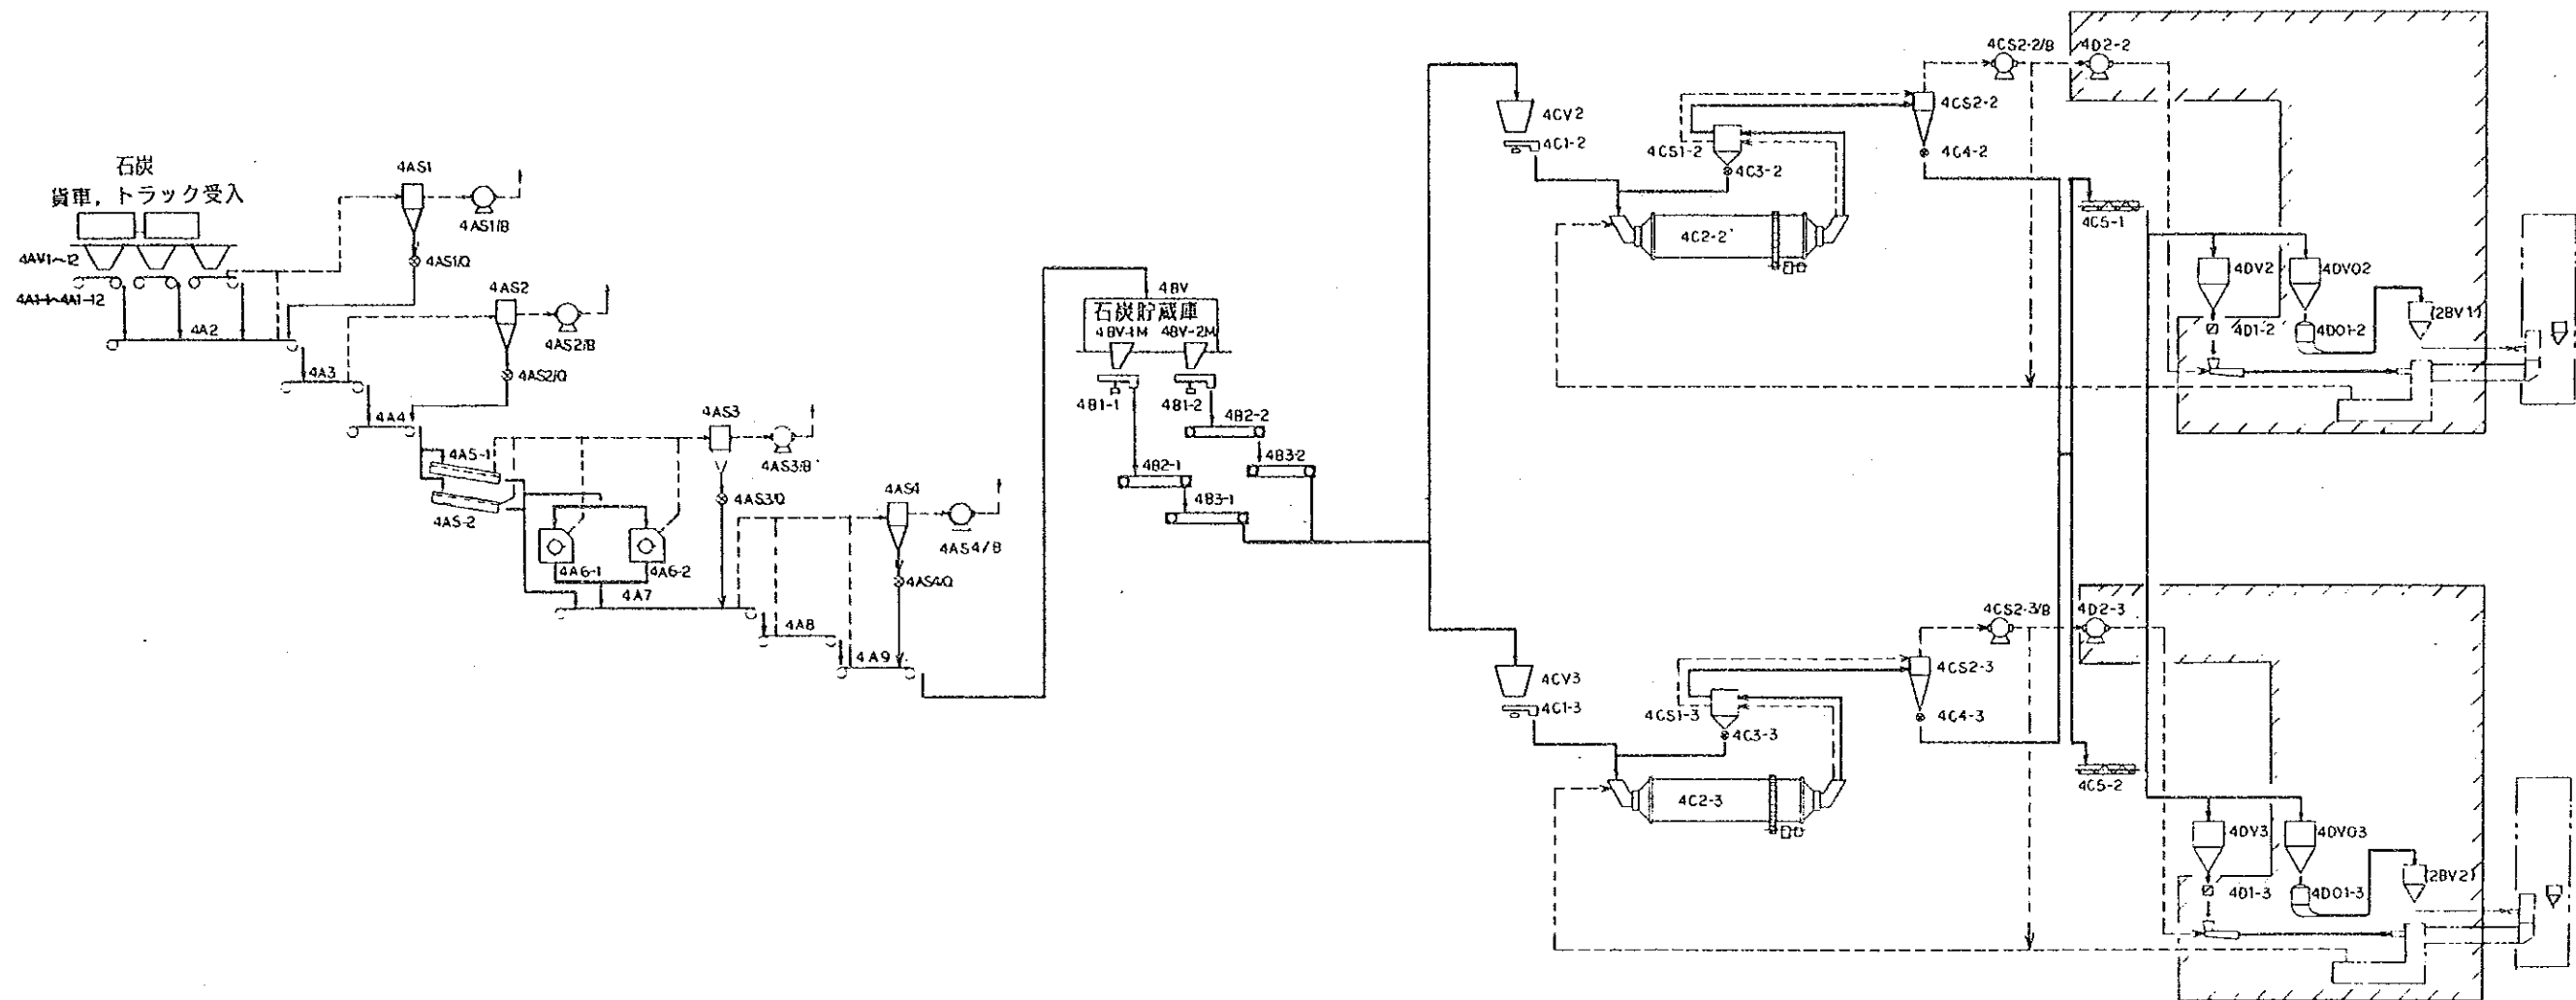 石炭
貨車,トラック受入
4AV1~12
4A1-1~4A1-12
4A2
4AS1
4AS1/B
4AS1/Q
4A3
4AS2
4AS2/B
4AS2/Q
4A4
4A5-1
4A5-2
4AS3
4AS3/B
4AS3/Q
4A6-1
4A6-2
4A7
4AS4
4AS4/B
4AS4/Q
4A8
4A9
4BV
石炭貯蔵庫
4BV-1M
4BV-2M
4B1-1
4B1-2
4B2-2
4B3-2
4B2-1
4B3-1
4CV2
4C1-2
4CS1-2
4C3-2
4C2-2
4CS2-2/B
4CS2-2
4C4-2
4D2-2
4C5-1
4DV2
4DV02
4D1-2
4D01-2
(2BV1)
4CV3
4C1-3
4CS1-3
4C3-3
4C2-3
4CS2-3/B
4CS2-3
4C4-3
4D2-3
4C5-2
4DV3
4DV03
4D1-3
4D01-3
(2BV2)